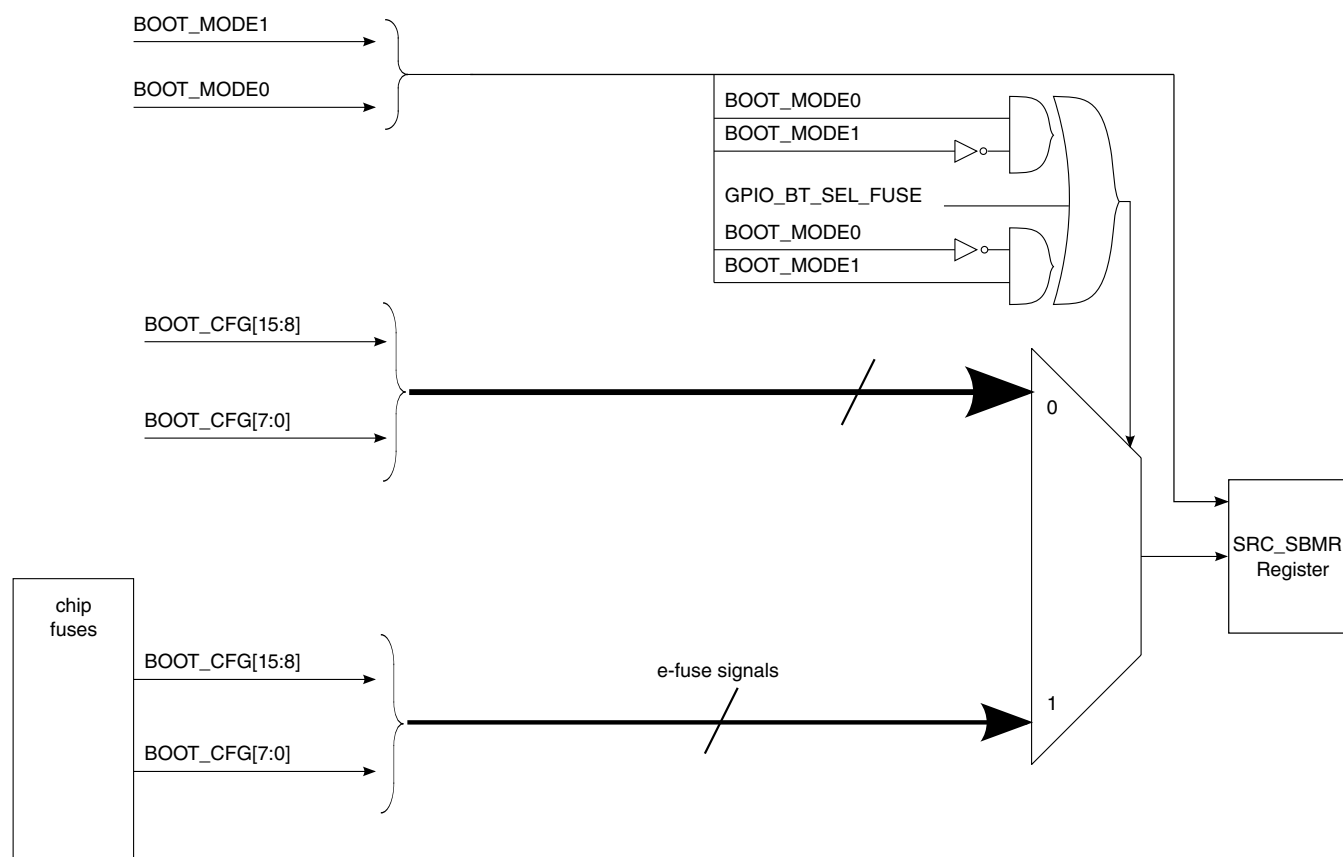 BOOT_MODE1
BOOT_MODE0
BOOT_MODE0
BOOT_MODE1
GPIO_BT_SEL_FUSE
BOOT_MODE0
BOOT_MODE1
BOOT_CFG[15:8]
BOOT_CFG[7:0]
0
SRC_SBMR
Register
chip
fuses
BOOT_CFG[15:8]
e-fuse signals
1
BOOT_CFG[7:0]